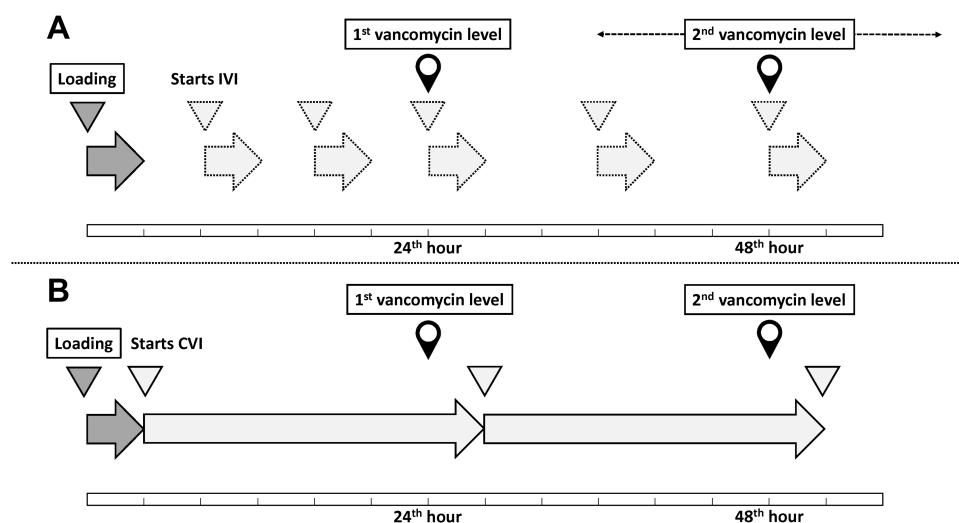 A
1st vancomycin level
2nd vancomycin level
Loading
Starts IVI
24th hour
48th hour
B
1st vancomycin level
2nd vancomycin level
Loading
Starts CVI
24th hour
48th hour